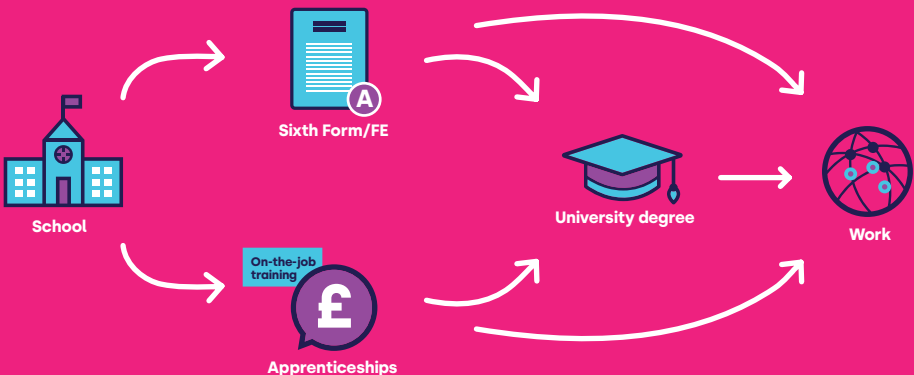 A
Sixth Form/FE
School
University degree
Work
On-the-job
training
£
Apprenticeships